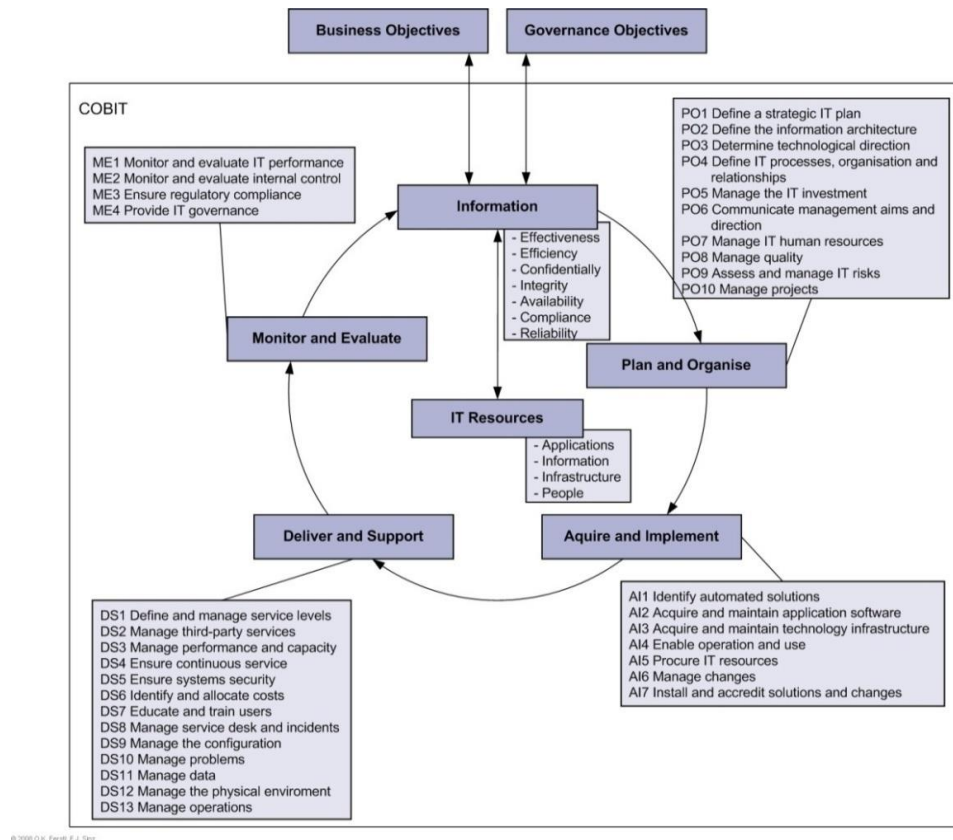 Business Objectives
Governance Objectives
COBIT
ME1 Monitor and evaluate IT performance
ME2 Monitor and evaluate internal control
ME3 Ensure regulatory compliance
ME4 Provide IT governance
PO1 Define a strategic IT plan
PO2 Define the information architecture
PO3 Determine technological direction
PO4 Define IT processes, organisation and
relationships
PO5 Manage the IT investment
PO6 Communicate management aims and
direction
PO7 Manage IT human resources
PO8 Manage quality
PO9 Assess and manage IT risks
PO10 Manage projects
Information
- Effectiveness
- Efficiency
- Confidentially
- Integrity
- Availability
- Compliance
- Reliability
Monitor and Evaluate
Plan and Organise
IT Resources
- Applications
- Information
- Infrastructure
- People
Deliver and Support
Aquire and Implement
DS1 Define and manage service levels
DS2 Manage third-party services
DS3 Manage performance and capacity
DS4 Ensure continuous service
DS5 Ensure systems security
DS6 Identify and allocate costs
DS7 Educate and train users
DS8 Manage service desk and incidents
DS9 Manage the configuration
DS10 Manage problems
DS11 Manage data
DS12 Manage the physical enviroment
DS13 Manage operations
AI1 Identify automated solutions
AI2 Acquire and maintain application software
AI3 Acquire and maintain technology infrastructure
AI4 Enable operation and use
AI5 Procure IT resources
AI6 Manage changes
AI7 Install and accredit solutions and changes